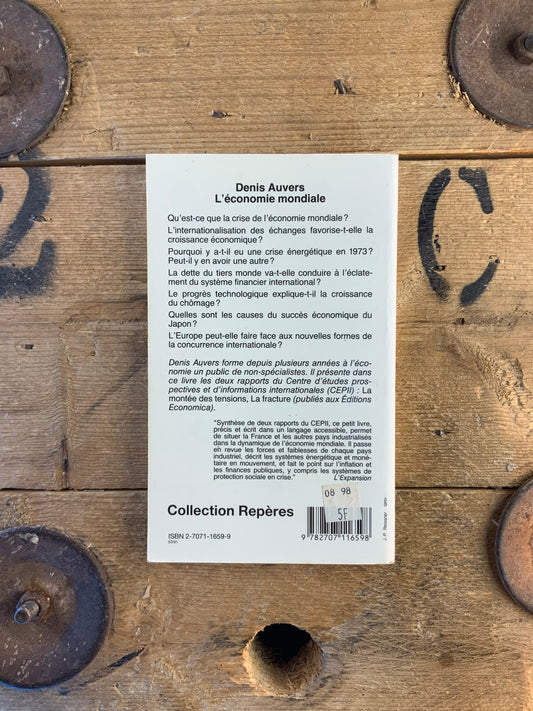 Denis Auvers
L'économie mondiale
Qu'est-ce que la crise de l'économie mondiale ?
L'internationalisation des échanges favorise-t-elle la
croissance économique ?
Pourquoi y a-t-il eu une crise énergétique en 1973 ?
Peut-il y en avoir une autre ?
La dette du tiers monde va-t-elle conduire à l'éclate-
ment du système financier international ?
Le progrès technologique explique-t-il la croissance
du chômage ?
Quelles sont les causes du succès économique du
Japon ?
L'Europe peut-elle faire face aux nouvelles formes de
la concurrence internationale ?
Denis Auvers forme depuis plusieurs années à l'éco-
nomie un public de non-spécialistes. Il présente dans
ce livre les deux rapports du Centre d'études pros-
pectives et d'informations internationales (CEPII) : La
montée des tensions, La fracture (publiés aux Éditions
Economica).
"Synthèse de deux rapports du CEPII, ce petit livre,
précis et écrit dans un langage accessible, permet
de situer la France et les autres pays industrialisés
dans la dynamique de l'économie mondiale. Il passe
en revue les forces et faiblesses de chaque pays
industriel, décrit les systèmes énergétique et moné-
taire en mouvement, et fait le point sur l'inflation et
les finances publiques, y compris les systèmes de
protection sociale en crise."
L'Expansion
08 98
5F
Collection Repères
ISBN 2-7071-1659-9
9 782707 116598
2
C